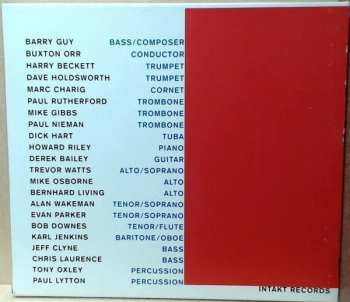 BARRY GUY BASS/COMPOSER
BUXTON ORR CONDUCTOR
HARRY BECKETT TRUMPET
DAVE HOLDSWORTH TRUMPET
MARC CHARIG CORNET
PAUL RUTHERFORD TROMBONE
MIKE GIBBS TROMBONE
PAUL NIEMAN TROMBONE
DICK HART TUBA
HOWARD RILEY PIANO
DEREK BAILEY GUITAR
TREVOR WATTS ALTO/SOPRANO
MIKE OSBORNE ALTO
BERNHARD LIVING ALTO
ALAN WAKEMAN TENOR/SOPRANO
EVAN PARKER TENOR/SOPRANO
BOB DOWNES TENOR/FLUTE
KARL JENKINS BARITONE/OBOE
JEFF CLYNE BASS
CHRIS LAURENCE BASS
TONY OXLEY PERCUSSION
PAUL LYTTON PERCUSSION
INTAKT RECORDS